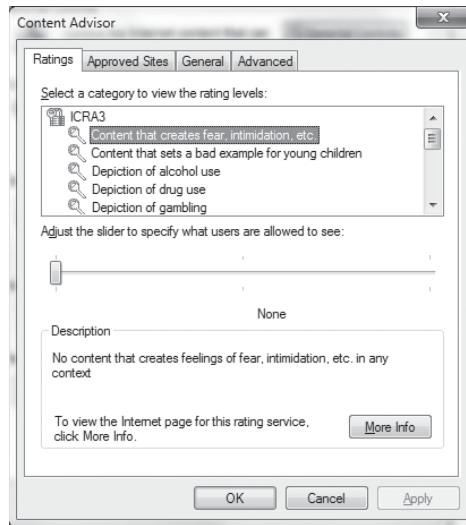 Content Advisor
X
Ratings
Approved Sites
General
Advanced
Select a category to view the rating levels:
ICRA3
Content that creates fear, intimidation, etc.
Content that sets a bad example for young children
Depiction of alcohol use
Depiction of drug use
Depiction of gambling
Adjust the slider to specify what users are allowed to see:
None
Description
No content that creates feelings of fear, intimidation, etc. in any
context
To view the Internet page for this rating service,
click More Info.
More Info
OK
Cancel
Apply